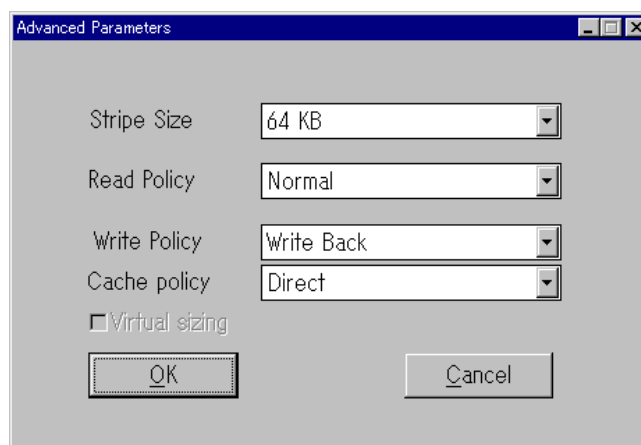 Advanced Parameters
Stripe Size 64 KB
Read Policy Normal
Write Policy Write Back
Cache policy Direct
Virtual sizing
OK Cancel